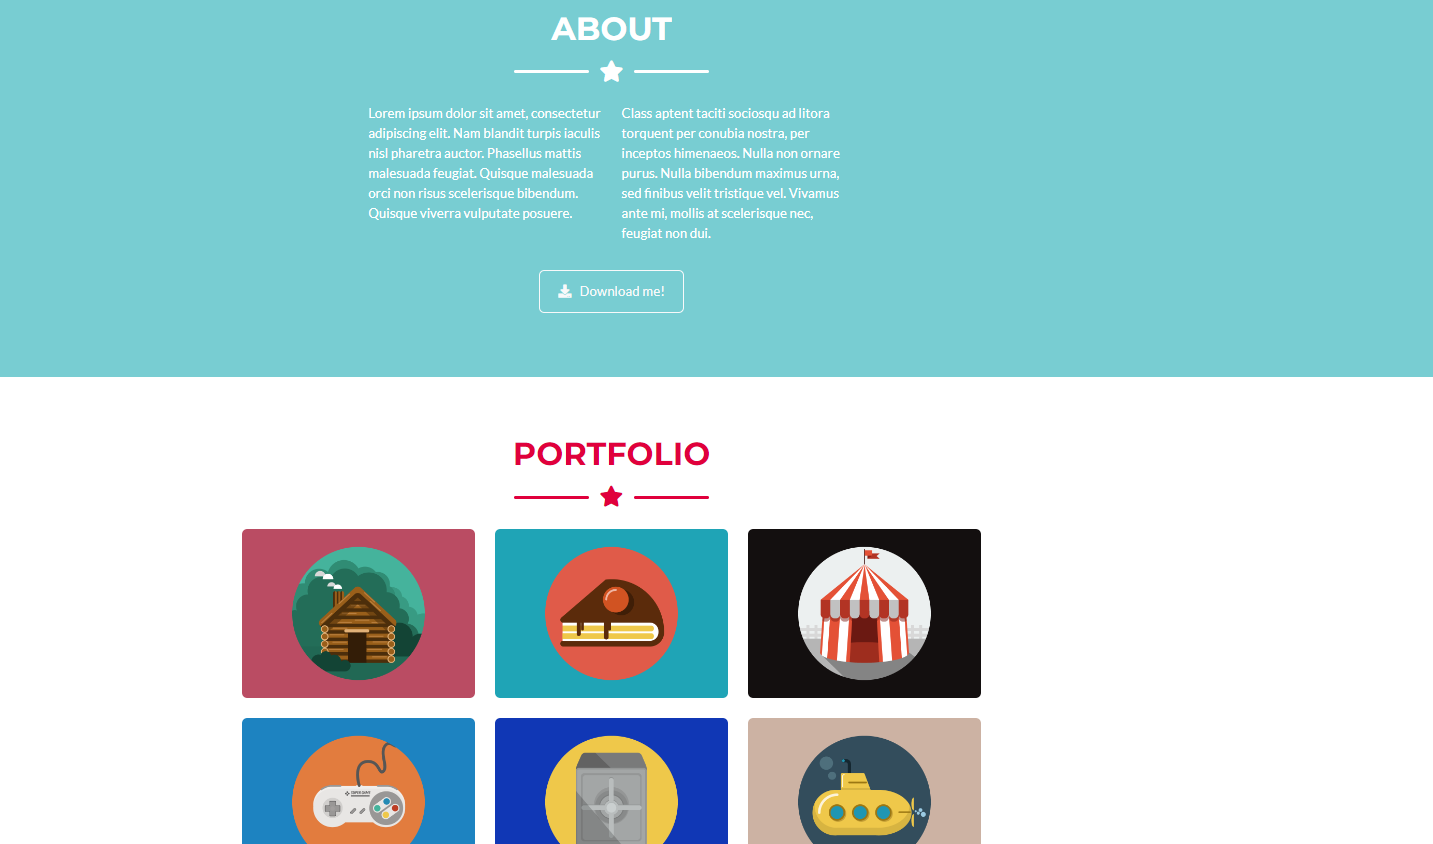 ABOUT
Lorem ipsum dolor sit amet, consectetur
adipiscing elit. Nam blandit turpis iaculis
nisl pharetra auctor. Phasellus mattis
malesuada feugiat. Quisque malesuada
orci non risus scelerisque bibendum.
Quisque viverra vulputate posuere.
Class aptent taciti sociosqu ad litora
torquent per conubia nostra, per
inceptos himenaeos. Nulla non ornare
purus. Nulla bibendum maximus urna,
sed finibus velit tristique vel. Vivamus
ante mi, mollis at scelerisque nec,
feugiat non dui.
Download me!
PORTFOLIO